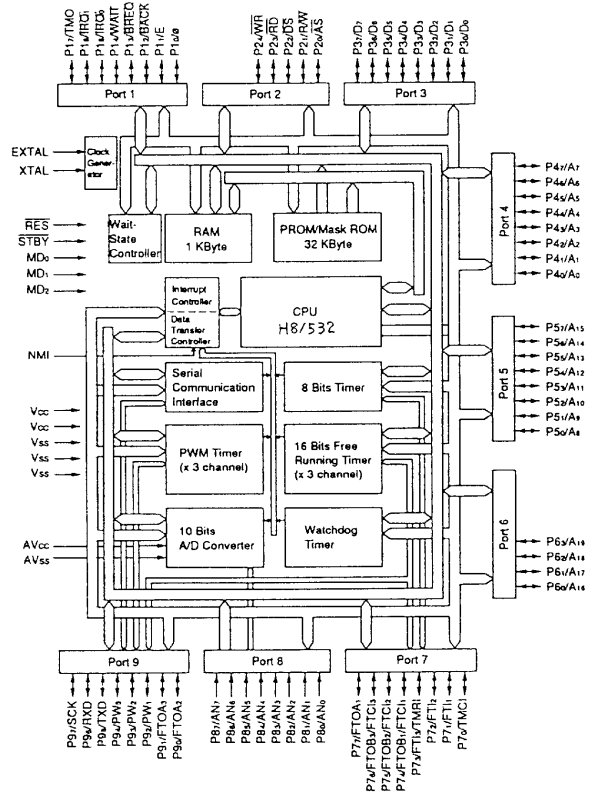 P17/TMO
P16/IRQ1
P15/IRQ0
P14/WAIT
P13/BREQ
P12/BACK
P11/E
P10/ø
P24/WR
P23/RD
P22/DS
P21/R/W
P20/AS
P37/D7
P36/D6
P35/D5
P34/D4
P33/D3
P32/D2
P31/D1
P30/D0
Port 1
Port 2
Port 3
EXTAL
XTAL
Clock
Gener-
ator
RES
STBY
MD0
MD1
MD2
Wait-
State
Controller
RAM
1 KByte
PROM/Mask ROM
32 KByte
P47/A7
P46/A6
P45/A5
P44/A4
P43/A3
P42/A2
P41/A1
P40/A0
Port 4
Interrupt
Controller
Data
Transfer
Controller
CPU
H8/532
NMI
Serial
Communication
Interface
8 Bits Timer
P57/A15
P56/A14
P55/A13
P54/A12
P53/A11
P52/A10
P51/A9
P50/A8
Port 5
Vcc
Vcc
Vss
Vss
Vss
PWM Timer
(x 3 channel)
16 Bits Free
Running Timer
(x 3 channel)
AVcc
AVss
10 Bits
A/D Converter
Watchdog
Timer
Port 6
P63/A19
P62/A18
P61/A17
P60/A16
Port 9
Port 8
Port 7
P97/SCK
P96/RXD
P95/TXD
P94/PW3
P93/PW2
P92/PW1
P91/FTOA3
P90/FTOA2
P87/AN7
P86/AN6
P85/AN5
P84/AN4
P83/AN3
P82/AN2
P81/AN1
P80/AN0
P77/FTOA1
P76/FTOB3/FTCI3
P75/FTOB2/FTCI2
P74/FTOB1/FTCI1
P73/FTI3/TMRI
P72/FTI2
P71/FTI1
P70/TMCI